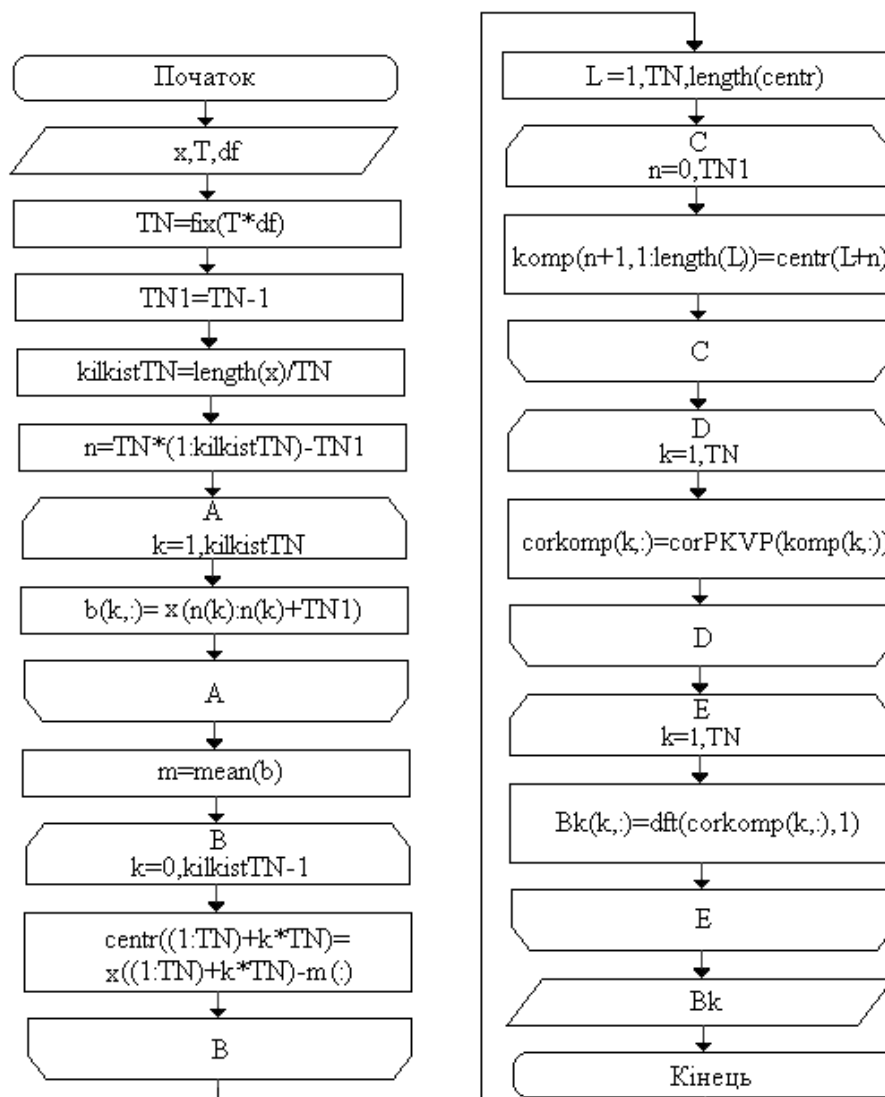 Початок
x,T,df
TN=fix(T*df)
TN1=TN-1
kilkistTN=length(x)/TN
n=TN*(1:kilkistTN)-TN1
A
k=1,kilkistTN
b(k,:)= x(n(k):n(k)+TN1)
A
m=mean(b)
B
k=0,kilkistTN-1
centr((1:TN)+k*TN)=
x((1:TN)+k*TN)-m(:)
B
L=1,TN,length(centr)
C
n=0,TN1
komp(n+1,1:length(L))=centr(L+n)
C
D
k=1,TN
corkomp(k,:)=corPKVP(komp(k,:))
D
E
k=1,TN
Bk(k,:)=dft(corkomp(k,:),1)
E
Bk
Кінець